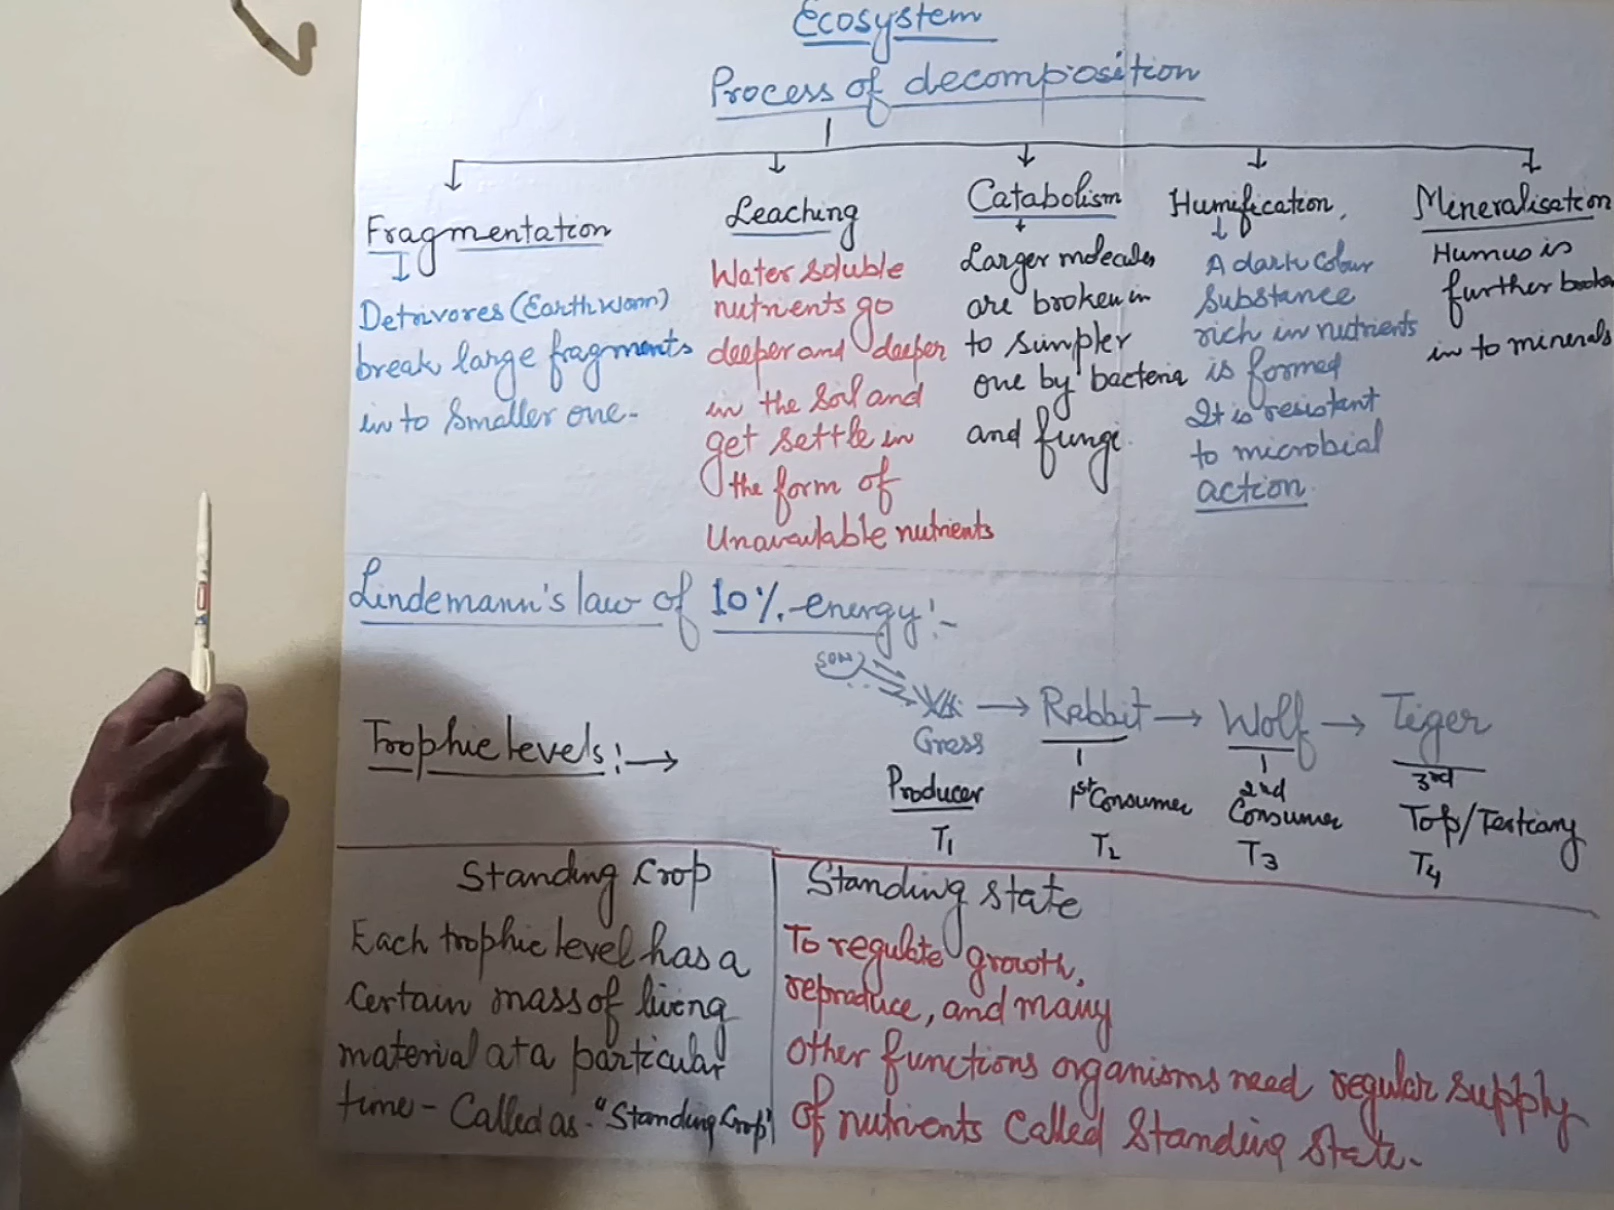 Ecosystem
Process of decomposition
Fragmentation
Detrivores (Earthworm)
break large fragments
in to smaller one-
Leaching
Water soluble
nutrients go
deeper and deeper
in the soil and
get settle in
the form of
Unavailable nutrients
Catabolism
Larger molecules
are broken in
to simpler
one by bacteria
and fungi.
Humification,
A dark colour
substance
rich in nutrients
is formed
It is resistant
to microbial
action.
Mineralisation
Humus is
further
in to minerals
Lindemann's law of 10% energy:-
SUN
Trophic levels:→
→ Rabbit → Wolf → Tiger
Grass
Producer
T1
1st Consumer
T2
2nd
Consumer
T3
3rd
Top/Tertiary
T4
Standing Crop
Each trophic level has a
certain mass of living
material at a particular
time - Called as - "Standing Crop"
Standing state
To regulate growth,
reproduce, and many
other functions organisms need regular supply
of nutrients called Standing State-